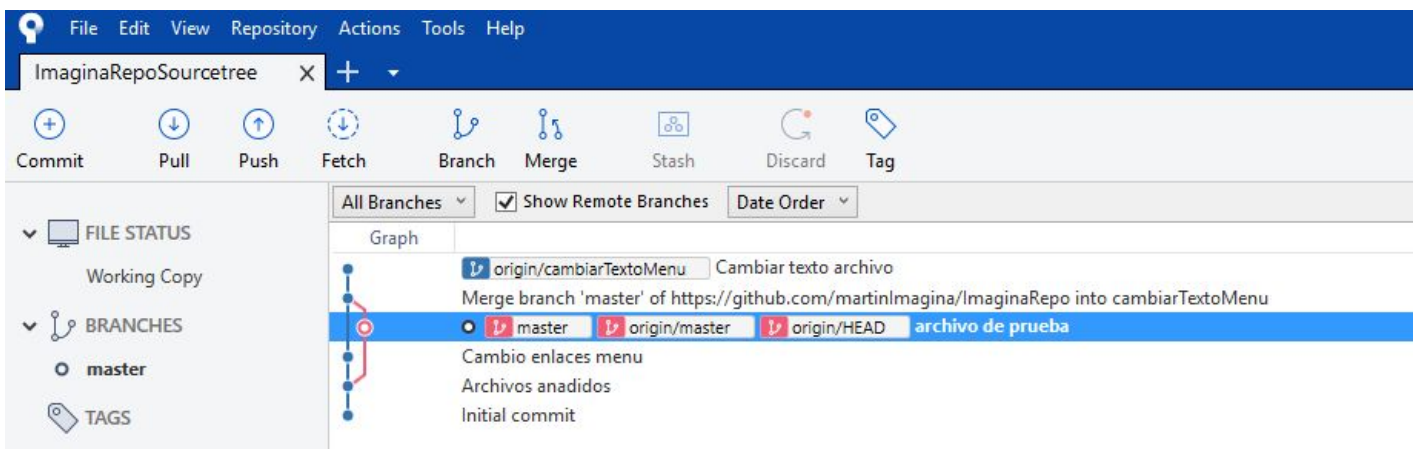 File Edit View Repository Actions Tools Help
ImaginaRepoSourcetree
Commit Pull Push Fetch Branch Merge Stash Discard Tag
All Branches Show Remote Branches Date Order
FILE STATUS
Working Copy
BRANCHES
master
TAGS
Graph
origin/cambiarTextoMenu Cambiar texto archivo
Merge branch 'master' of https://github.com/martinImagina/ImaginaRepo into cambiarTextoMenu
master origin/master origin/HEAD archivo de prueba
Cambio enlaces menu
Archivos anadidos
Initial commit